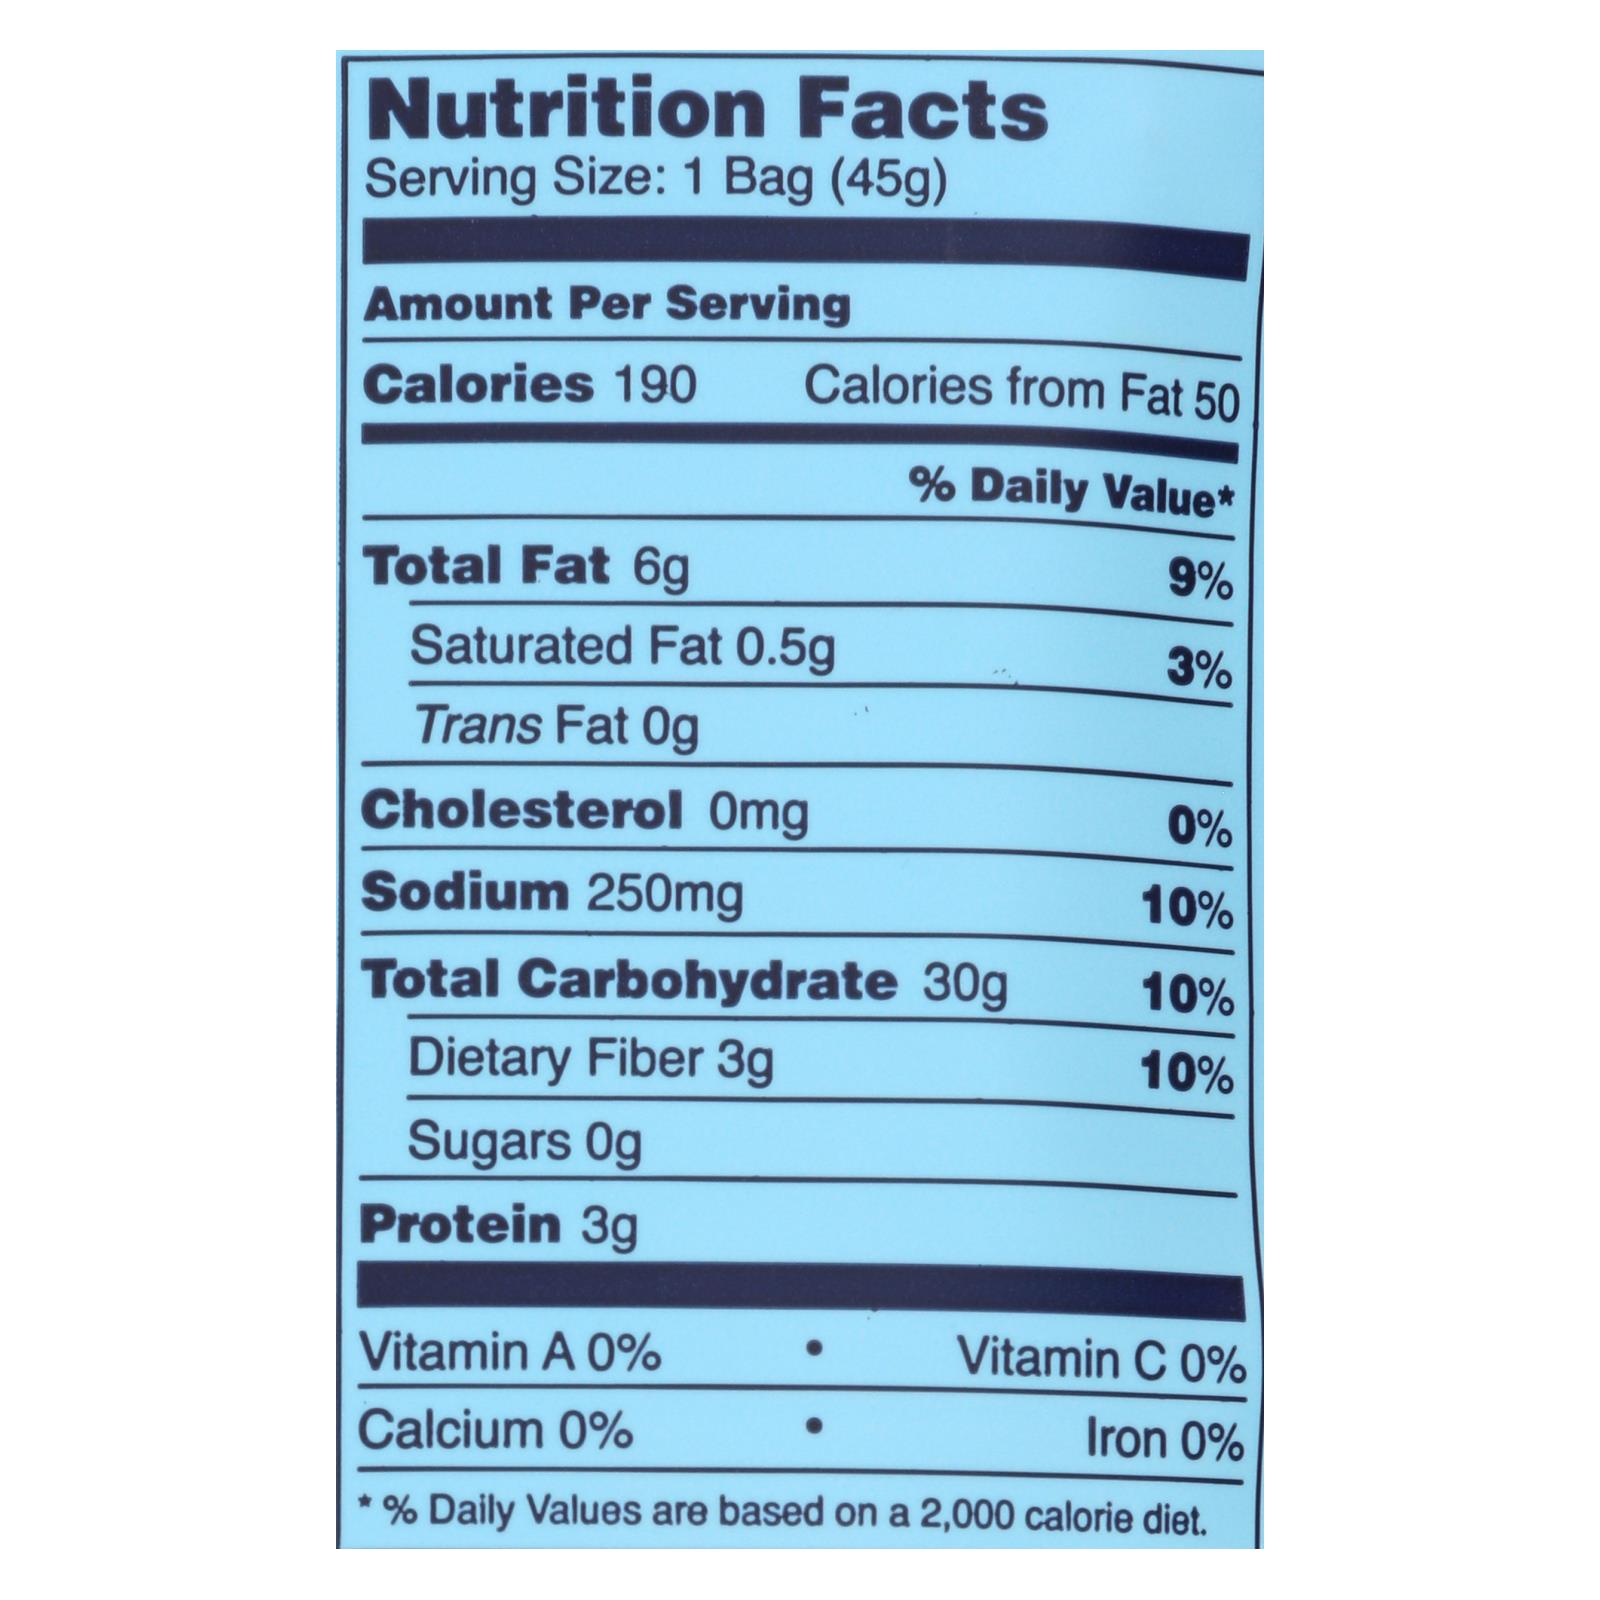 Nutrition Facts
Serving Size: 1 Bag (45g)
Amount Per Serving
Calories 190 Calories from Fat 50
% Daily Value*
Total Fat 6g 9%
Saturated Fat 0.5g 3%
Trans Fat 0g
Cholesterol 0mg 0%
Sodium 250mg 10%
Total Carbohydrate 30g 10%
Dietary Fiber 3g 10%
Sugars 0g
Protein 3g
Vitamin A 0% • Vitamin C 0%
Calcium 0% • Iron 0%
* % Daily Values are based on a 2,000 calorie diet.